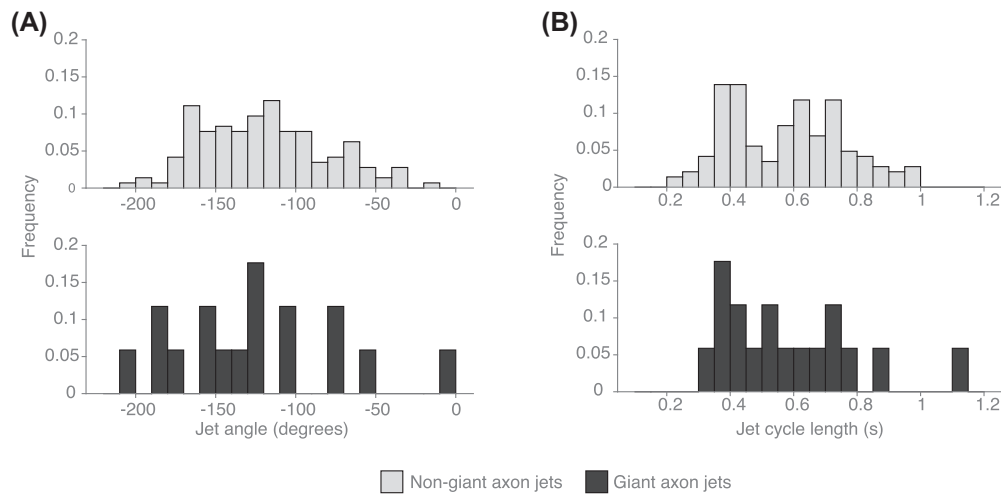 (A)
0.2
0.15
0.1
0.05
0
-200 -150 -100 -50 0
0.2
0.15
0.1
0.05
0
-200 -150 -100 -50 0
Jet angle (degrees)
Frequency
(B)
0.2
0.15
0.1
0.05
0
0.2 0.4 0.6 0.8 1 1.2
0.2
0.15
0.1
0.05
0
0.2 0.4 0.6 0.8 1 1.2
Jet cycle length (s)
Frequency
Non-giant axon jets Giant axon jets